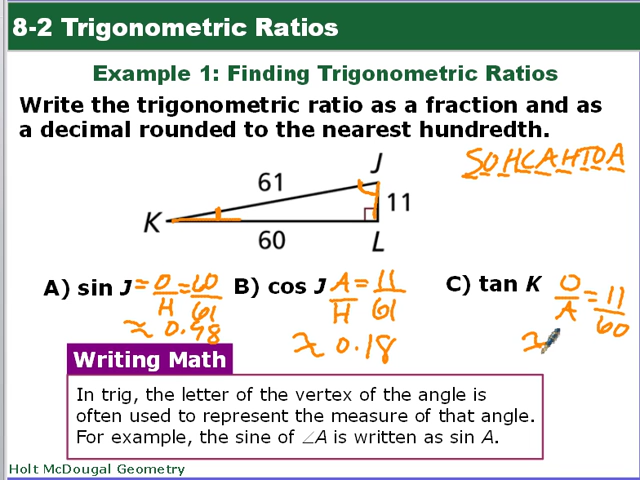 8-2 Trigonometric Ratios
Example 1: Finding Trigonometric Ratios
Write the trigonometric ratio as a fraction and as
a decimal rounded to the nearest hundredth.
SOHCAHTOA
J
61
11
K
60
L
A) sin J = O/H = 60/61
≈ 0.98
B) cos J A/H = 11/61
≈ 0.18
C) tan K O/A = 11/60
≈
Writing Math
In trig, the letter of the vertex of the angle is
often used to represent the measure of that angle.
For example, the sine of ∠A is written as sin A.
Holt McDougal Geometry